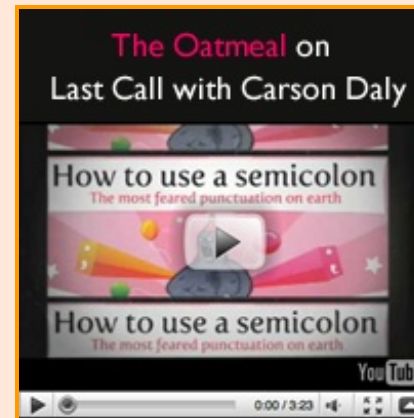 The Oatmeal on
Last Call with Carson Daly
How to use a semicolon
The most feared punctuation on earth
How to use a semicolon
The most feared punctuation on earth
YouTub
0:00 / 3:23